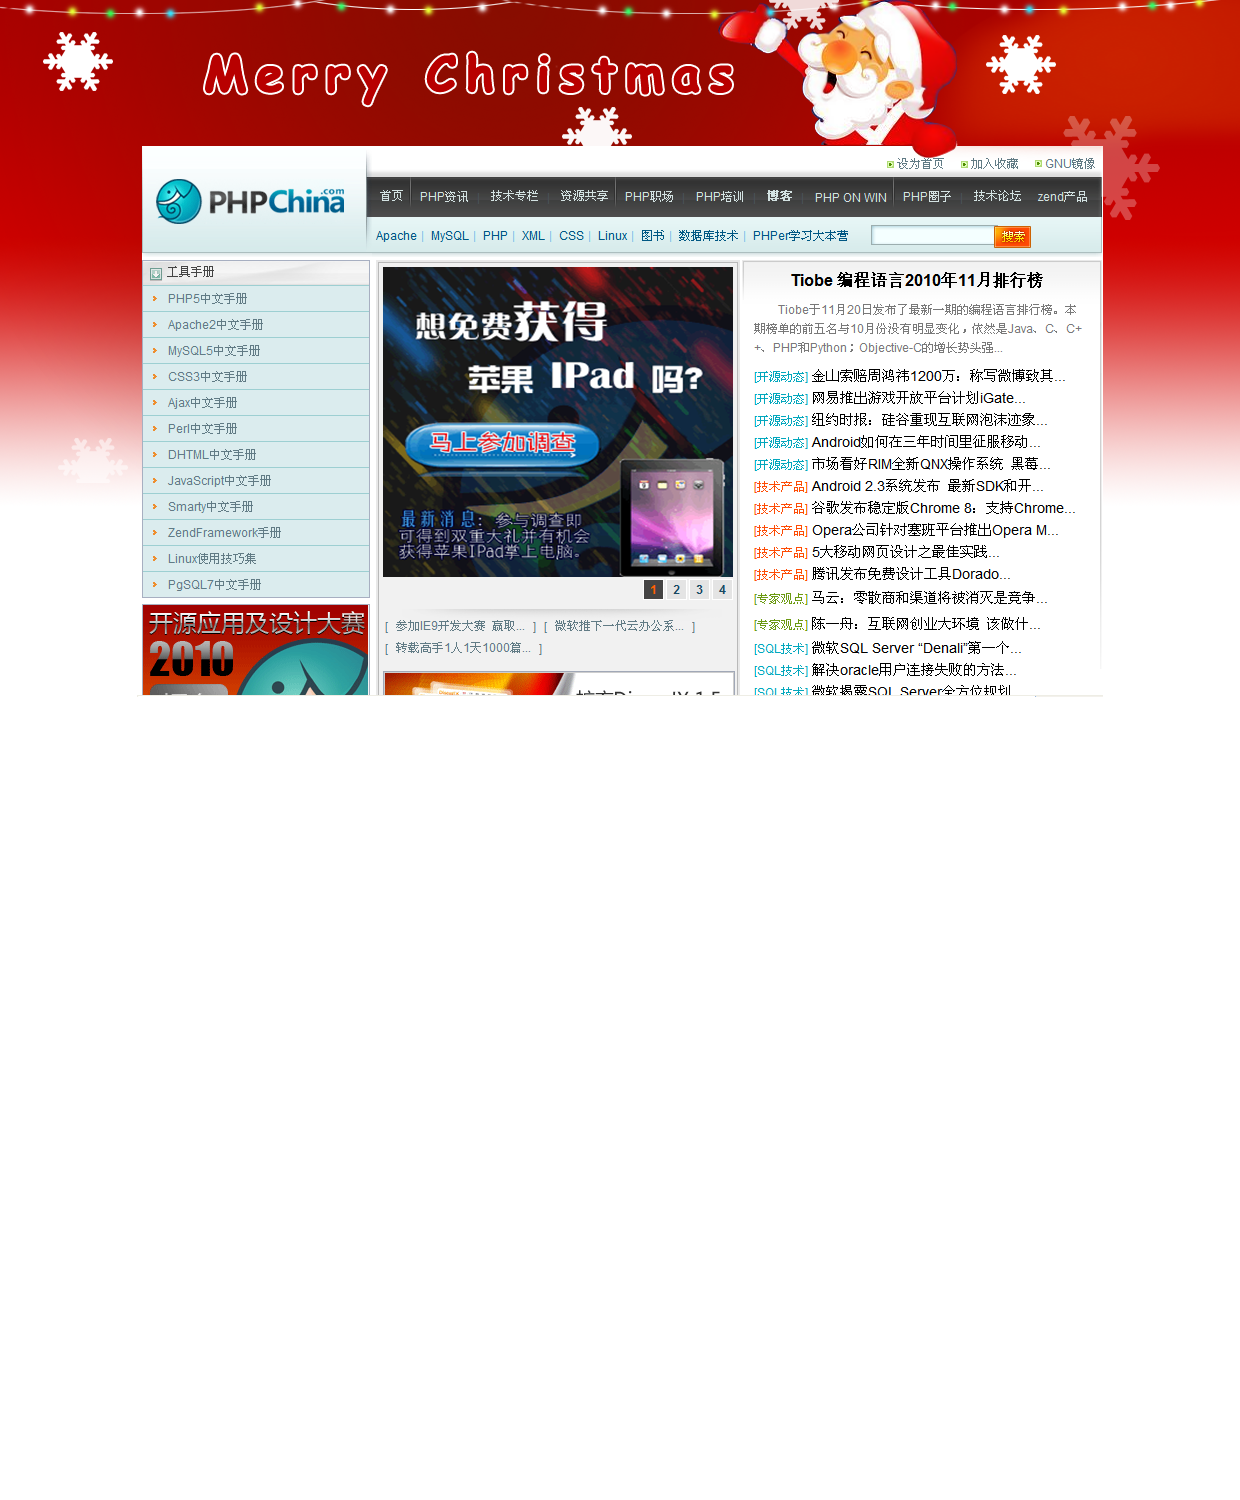 Merry Christmas
设为首页 加入收藏 GNU镜像
PHPChina.com
首页 PHP资讯 技术专栏 资源共享 PHP职场 PHP培训 博客 PHP ON WIN PHP圈子 技术论坛 zend产品
Apache | MySQL | PHP | XML | CSS | Linux | 图书 | 数据库技术 | PHPer学习大本营 搜索
工具手册
PHP5中文手册
Apache2中文手册
MySQL5中文手册
CSS3中文手册
Ajax中文手册
Perl中文手册
DHTML中文手册
JavaScript中文手册
Smarty中文手册
ZendFramework手册
Linux使用技巧集
PgSQL7中文手册
开源应用及设计大赛
2010
想免费获得
苹果 IPad 吗?
马上参加调查
最新消息：参与调查即
可得到双重大礼并有机会
获得苹果IPad掌上电脑。
1 2 3 4
[ 参加IE9开发大赛 赢取... ] [ 微软推下一代云办公系... ]
[ 转载高手1人1天1000篇... ]
Tiobe 编程语言2010年11月排行榜
Tiobe于11月20日发布了最新一期的编程语言排行榜。本
期榜单的前五名与10月份没有明显变化，依然是Java、C、C+
+、PHP和Python；Objective-C的增长势头强...
[开源动态] 金山索赔周鸿祎1200万：称写微博致其...
[开源动态] 网易推出游戏开放平台计划iGate...
[开源动态] 纽约时报：硅谷重现互联网泡沫迹象...
[开源动态] Android如何在三年时间里征服移动...
[开源动态] 市场看好RIM全新QNX操作系统 黑莓...
[技术产品] Android 2.3系统发布 最新SDK和开...
[技术产品] 谷歌发布稳定版Chrome 8：支持Chrome...
[技术产品] Opera公司针对塞班平台推出Opera M...
[技术产品] 5大移动网页设计之最佳实践...
[技术产品] 腾讯发布免费设计工具Dorado...
[专家观点] 马云：零散商和渠道将被消灭是竞争...
[专家观点] 陈一舟：互联网创业大环境 该做什...
[SQL技术] 微软SQL Server “Denali”第一个...
[SQL技术] 解决oracle用户连接失败的方法...
[SQL技术] 微软揭露SQL Server全方位规划